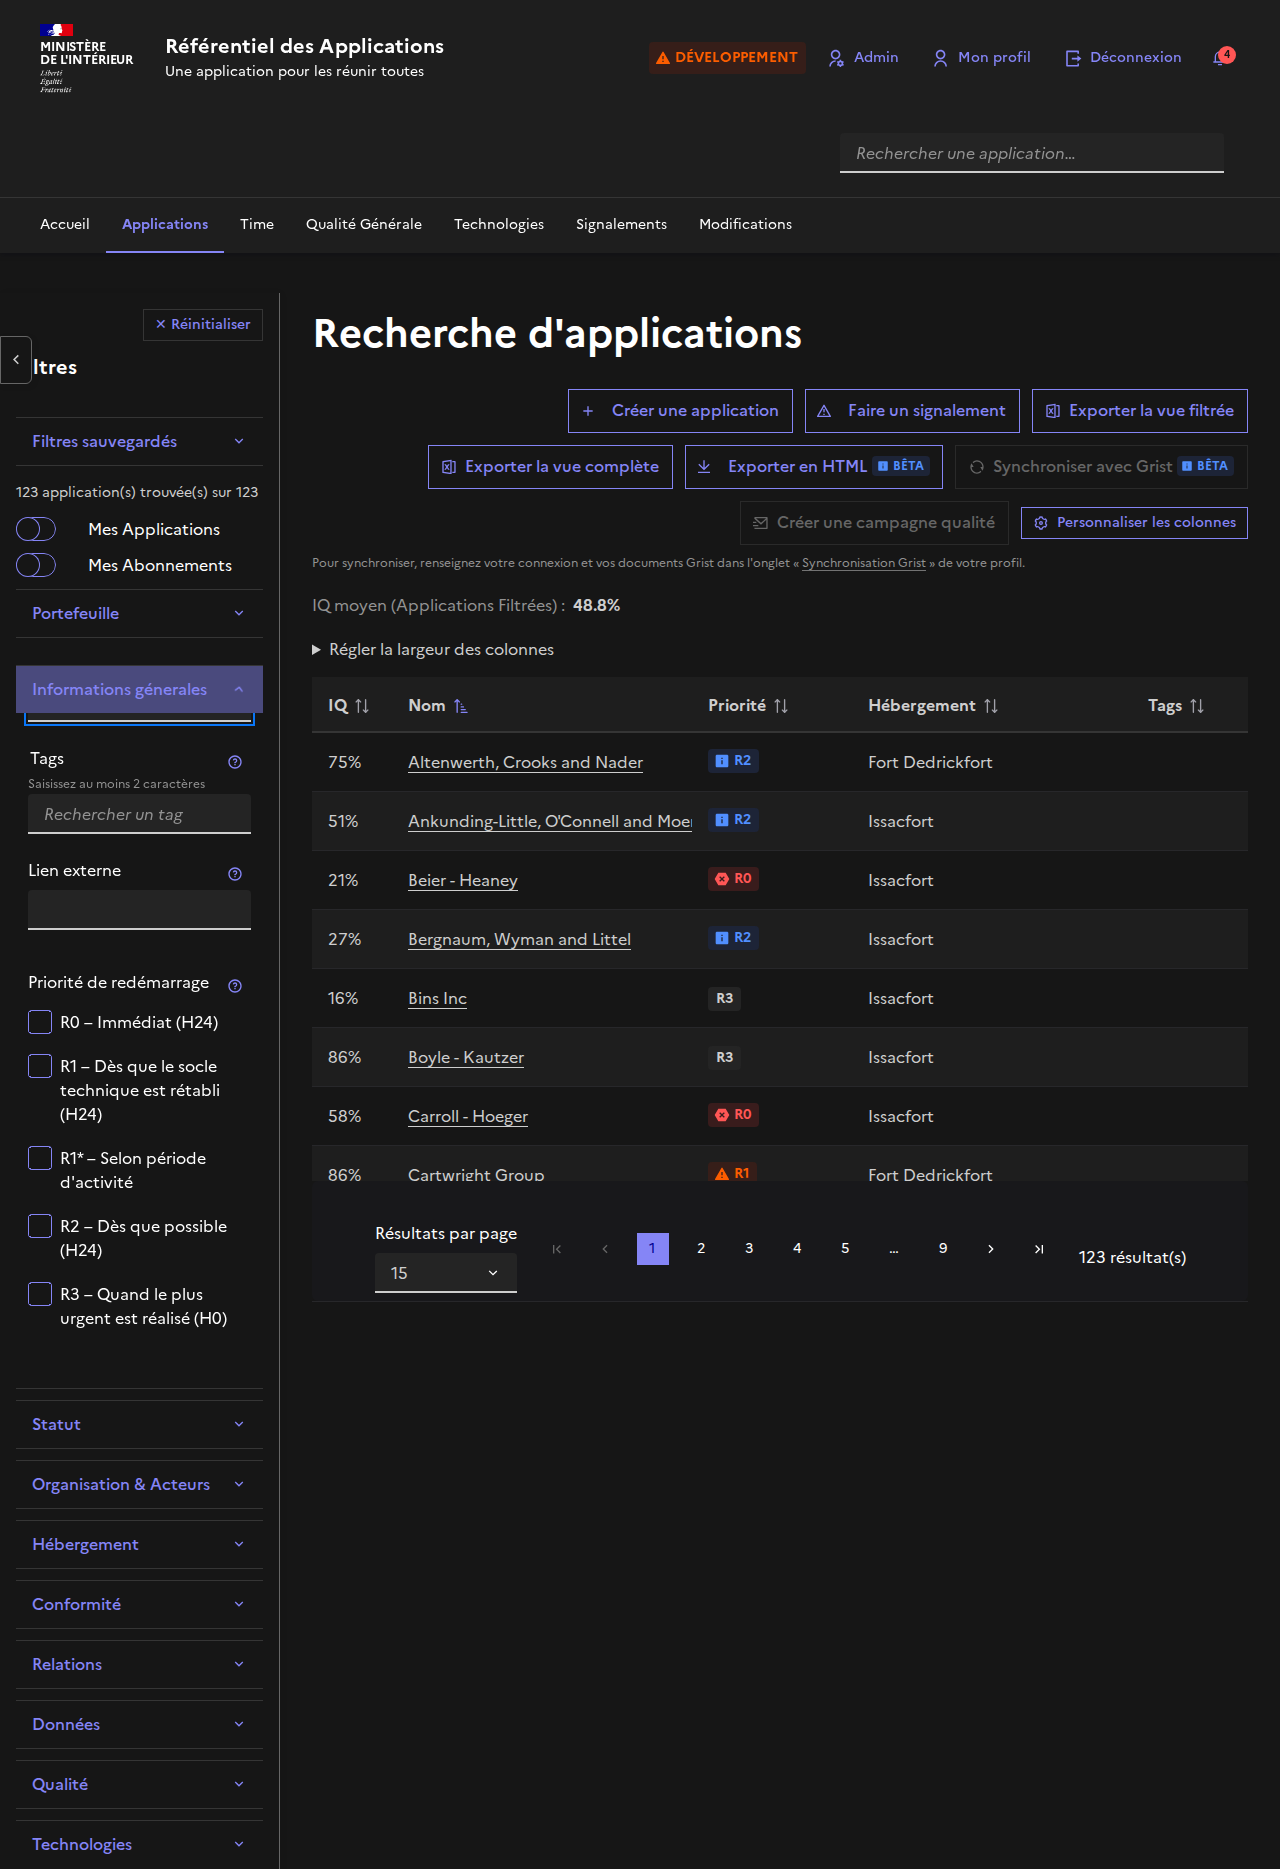 MINISTÈRE
DE L'INTÉRIEUR
Liberté
Égalité
Fraternité
Référentiel des Applications
Une application pour les réunir toutes
DÉVELOPPEMENT
Admin
Mon profil
Déconnexion
4
Rechercher une application...
Accueil
Applications
Time
Qualité Générale
Technologies
Signalements
Modifications
× Réinitialiser
ltres
Filtres sauvegardés
123 application(s) trouvée(s) sur 123
Mes Applications
Mes Abonnements
Portefeuille
Informations génerales
Tags
Saisissez au moins 2 caractères
Rechercher un tag
Lien externe
Priorité de redémarrage
R0 – Immédiat (H24)
R1 – Dès que le socle
technique est rétabli
(H24)
R1* – Selon période
d'activité
R2 – Dès que possible
(H24)
R3 – Quand le plus
urgent est réalisé (H0)
Statut
Organisation & Acteurs
Hébergement
Conformité
Relations
Données
Qualité
Technologies
Recherche d'applications
Créer une application
Faire un signalement
Exporter la vue filtrée
Exporter la vue complète
Exporter en HTML BÊTA
Synchroniser avec Grist BÊTA
Créer une campagne qualité
Personnaliser les colonnes
Pour synchroniser, renseignez votre connexion et vos documents Grist dans l'onglet « Synchronisation Grist » de votre profil.
IQ moyen (Applications Filtrées) : 48.8%
Régler la largeur des colonnes
IQ Nom Priorité Hébergement Tags
75% Altenwerth, Crooks and Nader R2 Fort Dedrickfort
51% Ankunding-Little, O'Connell and Moer R2 Issacfort
21% Beier - Heaney R0 Issacfort
27% Bergnaum, Wyman and Littel R2 Issacfort
16% Bins Inc R3 Issacfort
86% Boyle - Kautzer R3 Issacfort
58% Carroll - Hoeger R0 Issacfort
86% Cartwright Group R1 Fort Dedrickfort
Résultats par page
15
1 2 3 4 5 … 9
123 résultat(s)